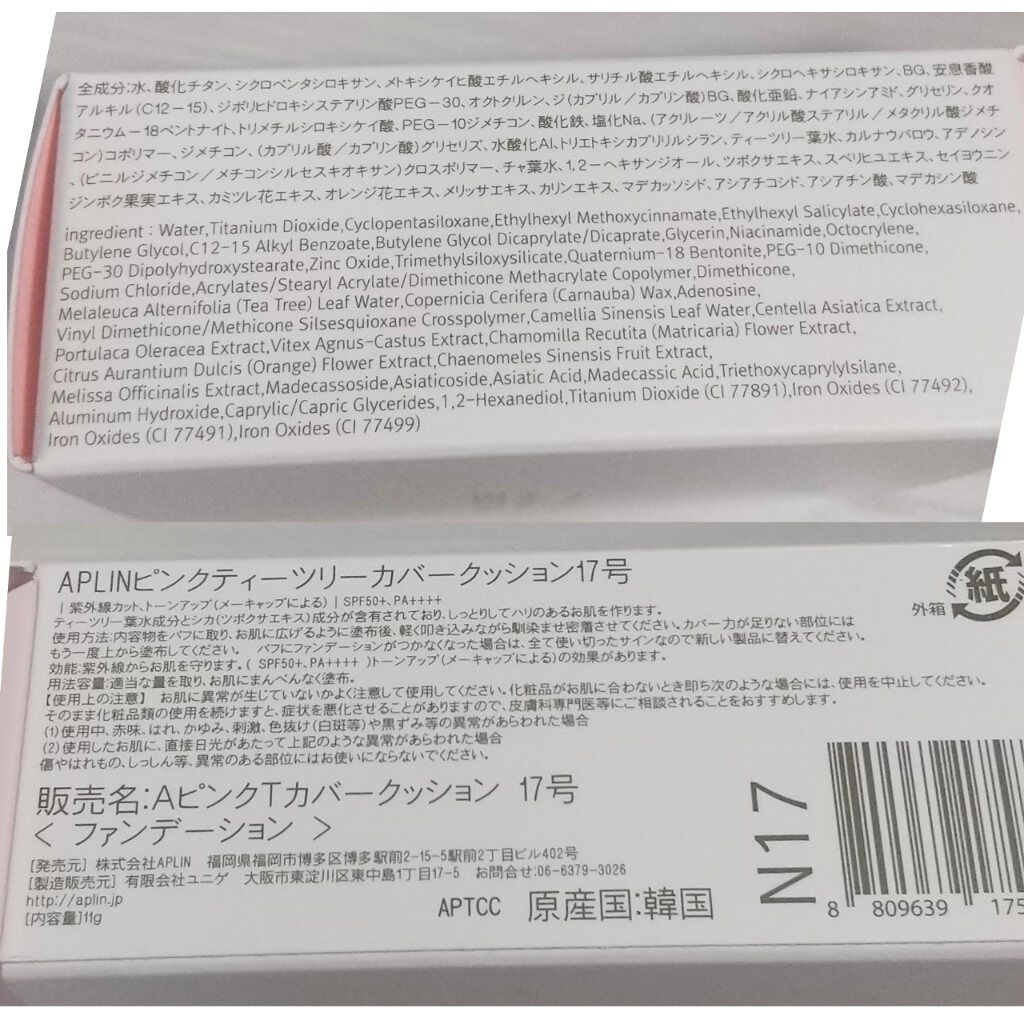 全成分:水、酸化チタン、シクロペンタシロキサン、メトキシケイヒ酸エチルヘキシル、サリチル酸エチルヘキシル、シクロヘキサシロキサン、BG、安息香酸
アルキル(C12-15)、ジポリヒドロキシステアリン酸PEG-30、オクトクリレン、ジ(カプリル/カプリン酸)BG、酸化亜鉛、ナイアシンアミド、グリセリン、クオ
タニウム-18ベントナイト、トリメチルシロキシケイ酸、PEG-10ジメチコン、酸化鉄、塩化Na、(アクルーツ/アクリル酸ステアリル/メタクリル酸ジメチ
コン)コポリマー、ジメチコン、(カプリル酸/カプリン酸)グリセリズ、水酸化Al、トリエトキシカプリリルシラン、ティーツリー葉水、カルナウバロウ、アデノシン
、(ビニルジメチコン/メチコンシルセスキオキサン)クロスポリマー、チャ葉水、1,2-ヘキサンジオール、ツボクサエキス、スベリヒユエキス、セイヨウニン
ジンボク果実エキス、カミツレ花エキス、オレンジ花エキス、メリッサエキス、カリンエキス、マデカッソシド、アシアチコシド、アシアチン酸、マデカシン酸
ingredient : Water,Titanium Dioxide,Cyclopentasiloxane,Ethylhexyl Methoxycinnamate,Ethylhexyl Salicylate,Cyclohexasiloxane,
Butylene Glycol,C12-15 Alkyl Benzoate,Butylene Glycol Dicaprylate/Dicaprate,Glycerin,Niacinamide,Octocrylene,
PEG-30 Dipolyhydroxystearate,Zinc Oxide,Trimethylsiloxysilicate,Quaternium-18 Bentonite,PEG-10 Dimethicone,
Sodium Chloride,Acrylates/Stearyl Acrylate/Dimethicone Methacrylate Copolymer,Dimethicone,
Melaleuca Alternifolia (Tea Tree) Leaf Water,Copernicia Cerifera (Carnauba) Wax,Adenosine,
Vinyl Dimethicone/Methicone Silsesquioxane Crosspolymer,Camellia Sinensis Leaf Water,Centella Asiatica Extract,
Portulaca Oleracea Extract,Vitex Agnus-Castus Extract,Chamomilla Recutita (Matricaria) Flower Extract,
Citrus Aurantium Dulcis (Orange) Flower Extract,Chaenomeles Sinensis Fruit Extract,
Melissa Officinalis Extract,Madecassoside,Asiaticoside,Asiatic Acid,Madecassic Acid,Triethoxycaprylylsilane,
Aluminum Hydroxide,Caprylic/Capric Glycerides,1,2-Hexanediol,Titanium Dioxide (CI 77891),Iron Oxides (CI 77492),
Iron Oxides (CI 77491),Iron Oxides (CI 77499)
APLINピンクティーツリーカバークッション17号
| 紫外線カット、トーンアップ(メーキャップによる) | SPF50+、PA++++
ティーツリー葉水成分とシカ(ツボクサエキス)成分が含有されており、しっとりしてハリのあるお肌を作ります。
使用方法:内容物をパフに取り、お肌に広げるように塗布後、軽く叩き込みながら馴染ませ密着させてください。カバー力が足りない部位には
もう一度上から塗布してください。 パフにファンデーションがつかなくなった場合は、全て使い切ったサインなので新しい製品に替えてください。
効能:紫外線からお肌を守ります。( SPF50+、PA++++ )トーンアップ(メーキャップによる)の効果があります。
用法容量:適当な量を取り、お肌にまんべんなく塗布。
【使用上の注意】 お肌に異常が生じていないかよく注意して使用してください。化粧品がお肌に合わないとき即ち次のような場合には、使用を中止してください。
そのまま化粧品類の使用を続けますと、症状を悪化させることがありますので、皮膚科専門医等にご相談されることをおすすめします。
(1)使用中、赤味、はれ、かゆみ、刺激、色抜け(白斑等)や黒ずみ等の異常があらわれた場合
(2)使用したお肌に、直接日光があたって上記のような異常があらわれた場合
傷やはれもの、しっしん等、異常のある部位にはお使いにならないでください。
外箱 紙
販売名:AピンクTカバークッション 17号
< ファンデーション >
[発売元] 株式会社APLIN 福岡県福岡市博多区博多駅前2-15-5駅前2丁目ビル402号
[製造販売元] 有限会社ユニゲ 大阪市東淀川区東中島1丁目17-5 お問合せ:06-6379-3026
http://aplin.jp
[内容量]11g
APTCC 原産国:韓国
N17
8 809639 175